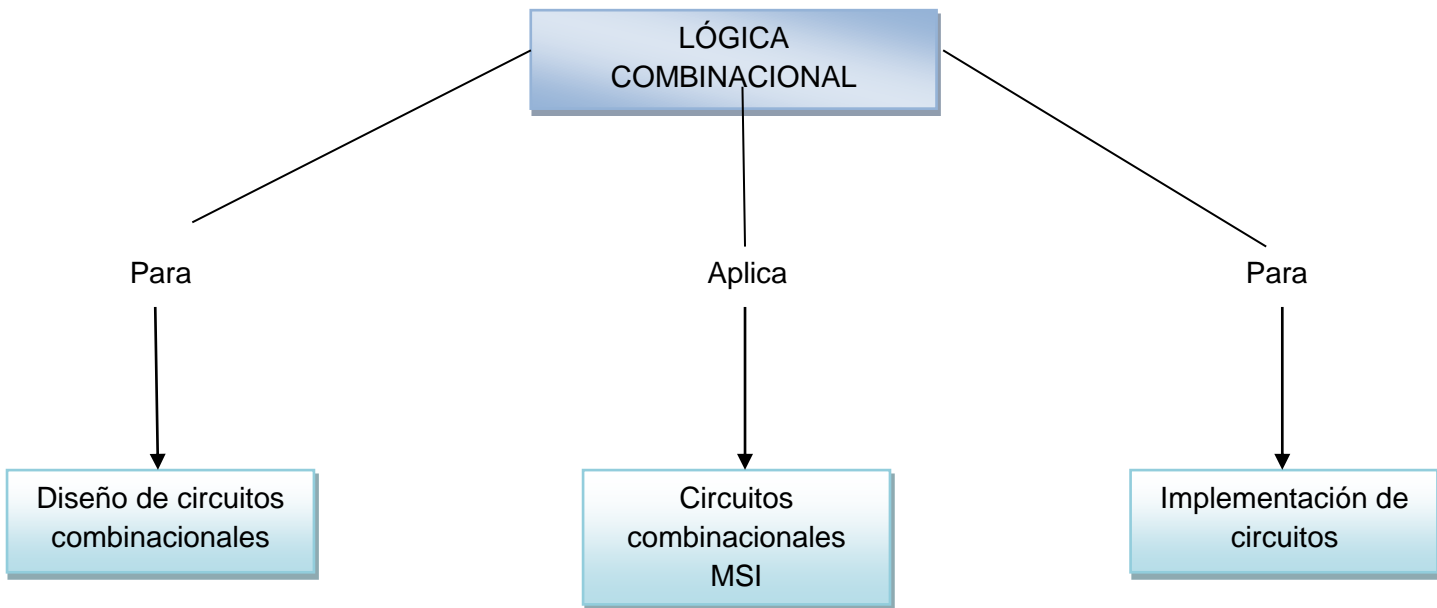 LÓGICA
COMBINACIONAL
Para
Aplica
Para
Diseño de circuitos
combinacionales
Circuitos
combinacionales
MSI
Implementación de
circuitos